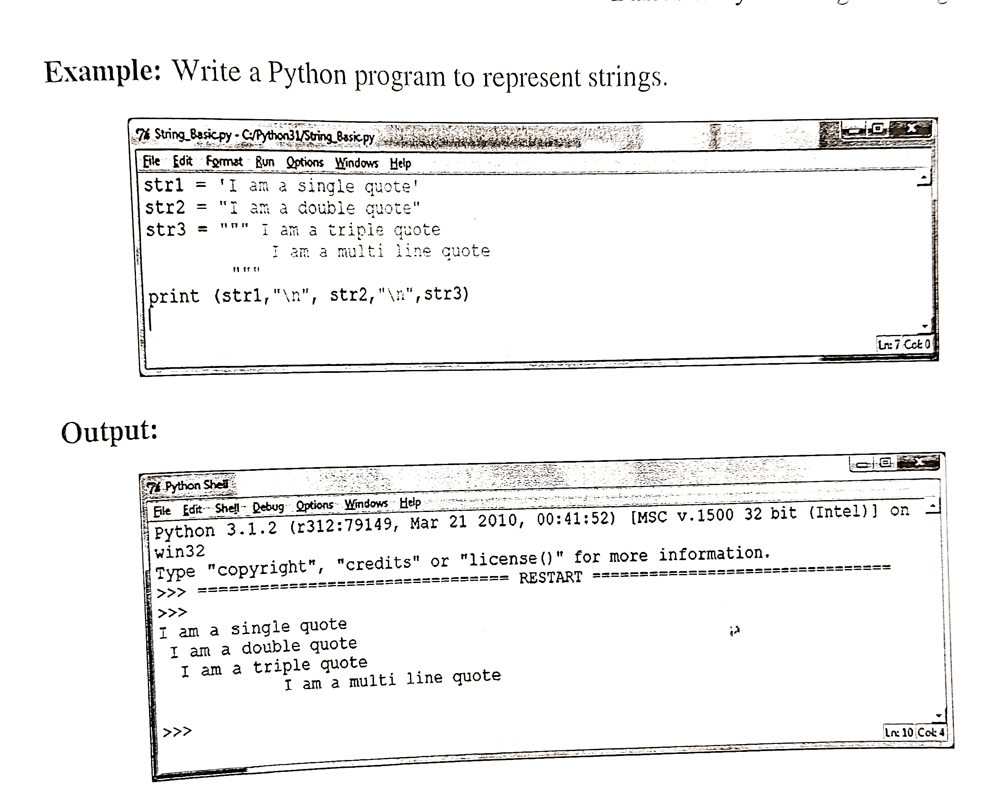 Example: Write a Python program to represent strings.
String_Basic.py - C:/Python31/String_Basic.py
File Edit Format Run Options Windows Help
str1 = 'I am a single quote'
str2 = "I am a double quote"
str3 = """ I am a triple quote
I am a multi line quote
"""
print (str1,"\n", str2,"\n",str3)
Ln: 7 Col: 0
Output:
Python Shell
File Edit Shell Debug Options Windows Help
Python 3.1.2 (r312:79149, Mar 21 2010, 00:41:52) [MSC v.1500 32 bit (Intel)] on
win32
Type "copyright", "credits" or "license()" for more information.
>>> ================================ RESTART ================================
>>>
I am a single quote
I am a double quote
I am a triple quote
I am a multi line quote
>>>
Ln: 10 Col: 4